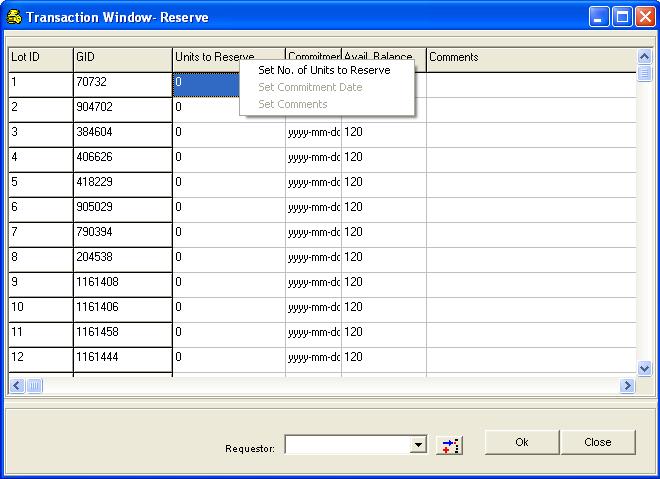 Transaction Window- Reserve
Lot ID GID Units to Reserve Commitmen Avail. Balance Comments
1 70732 0
Set No. of Units to Reserve
Set Commitment Date
2 904702 0
Set Comments
3 384604 0 yyyy-mm-dd 120
4 406626 0 yyyy-mm-dd 120
5 418229 0 yyyy-mm-dd 120
6 905029 0 yyyy-mm-dd 120
7 790394 0 yyyy-mm-dd 120
8 204538 0 yyyy-mm-dd 120
9 1161408 0 yyyy-mm-dd 120
10 1161406 0 yyyy-mm-dd 120
11 1161458 0 yyyy-mm-dd 120
12 1161444 0 yyyy-mm-dd 120
Requestor: Ok Close